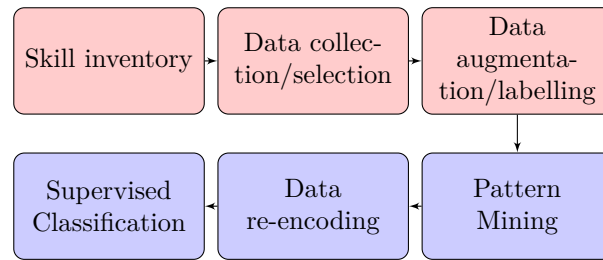 Skill inventory
Data collec-
tion/selection
Data
augmenta-
tion/labelling
Supervised
Classification
Data
re-encoding
Pattern
Mining